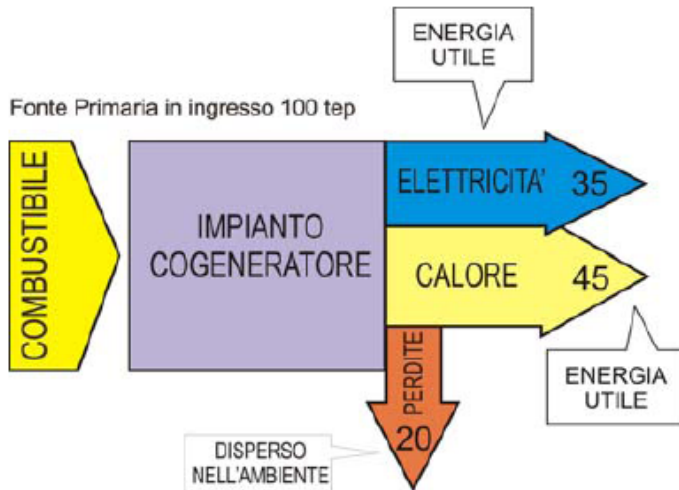 ENERGIA
UTILE
Fonte Primaria in ingresso 100 tep
COMBUSTIBILE
IMPIANTO
COGENERATORE
ELETTRICITA' 35
CALORE 45
PERDITE
20
ENERGIA
UTILE
DISPERSO
NELL'AMBIENTE